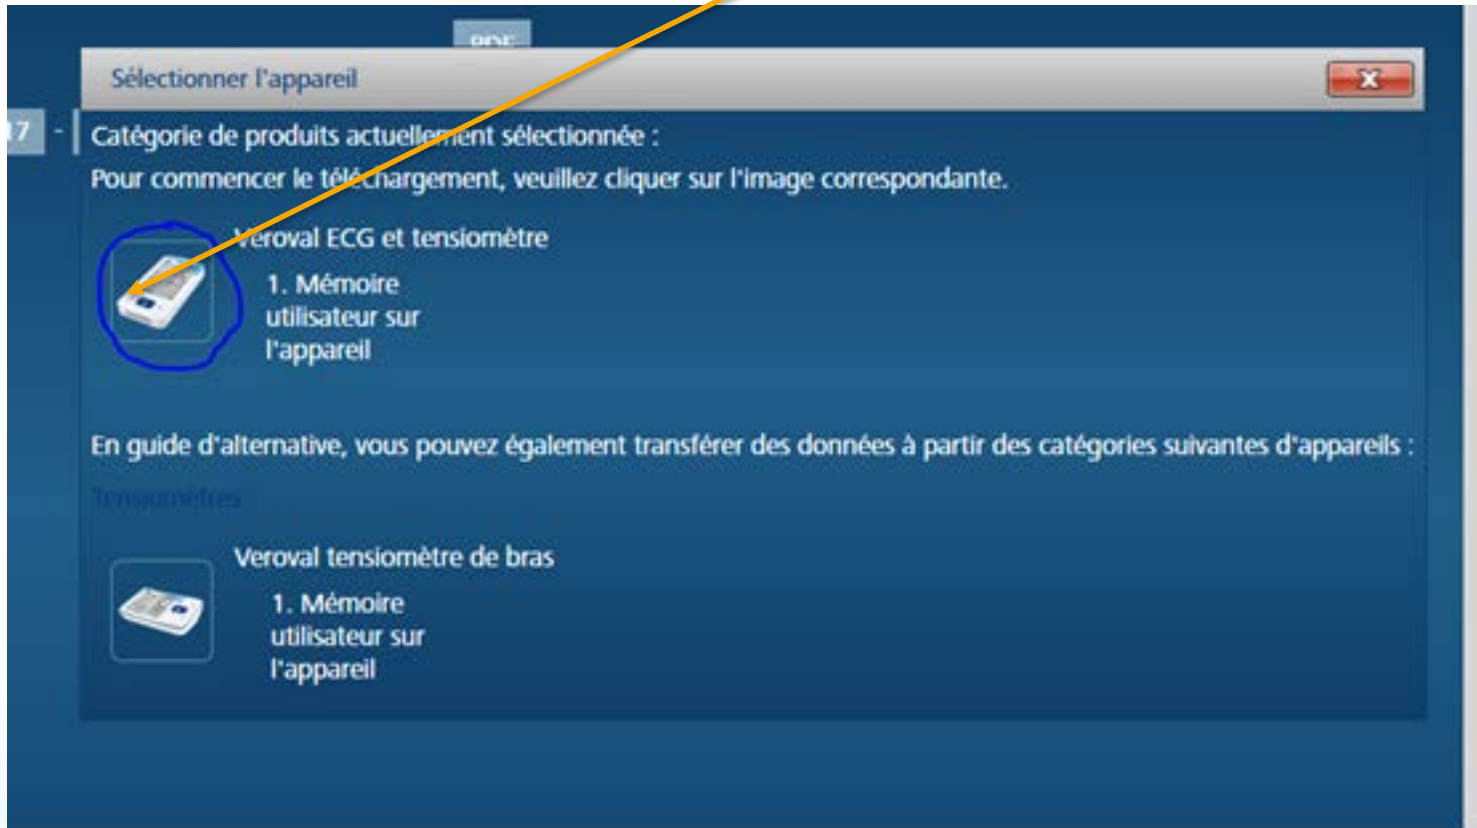 PDF
Sélectionner l'appareil
17 -
Catégorie de produits actuellement sélectionnée :
Pour commencer le téléchargement, veuillez cliquer sur l'image correspondante.
Veroval ECG et tensiomètre
1. Mémoire
utilisateur sur
l'appareil
En guide d'alternative, vous pouvez également transférer des données à partir des catégories suivantes d'appareils :
Tensiomètres
Veroval tensiomètre de bras
1. Mémoire
utilisateur sur
l'appareil